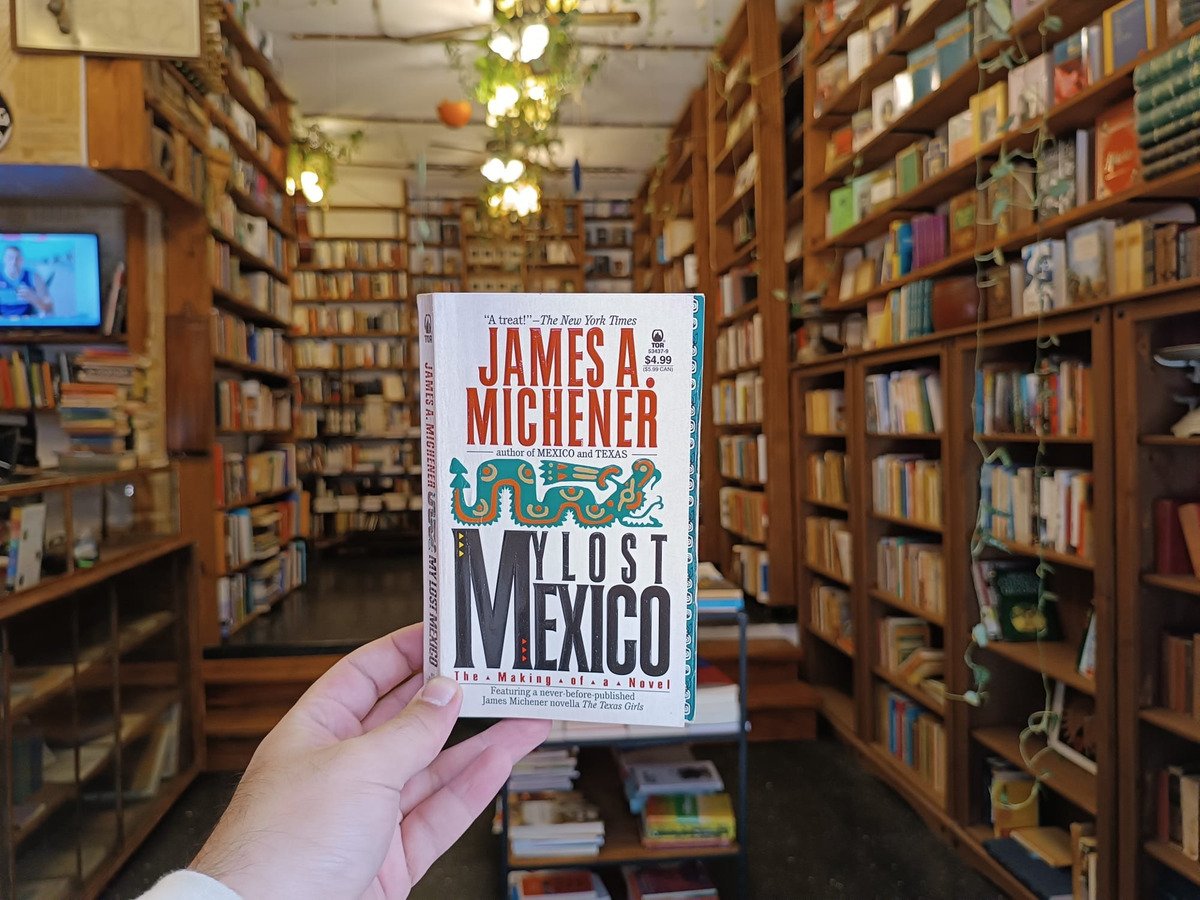 "A treat!"—The New York Times
JAMES A.
MICHENER
TOR
53437-9
$4.99
($5.99 CAN)
author of MEXICO and TEXAS
MY LOST
MEXICO
The Making of a Novel
Featuring a never-before-published
James Michener novella The Texas Girls
JAMES A. MICHENER MY LOST MEXICO